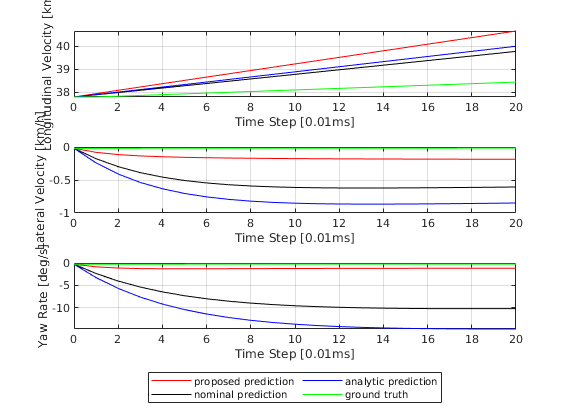 Longitudinal Velocity [km
40
39
38
0 2 4 6 8 10 12 14 16 18 20
Time Step [0.01ms]
Lateral Velocity [km/h]
0
-0.5
-1
0 2 4 6 8 10 12 14 16 18 20
Time Step [0.01ms]
Yaw Rate [deg/s]
0
-5
-10
0 2 4 6 8 10 12 14 16 18 20
Time Step [0.01ms]
proposed prediction analytic prediction
nominal prediction ground truth